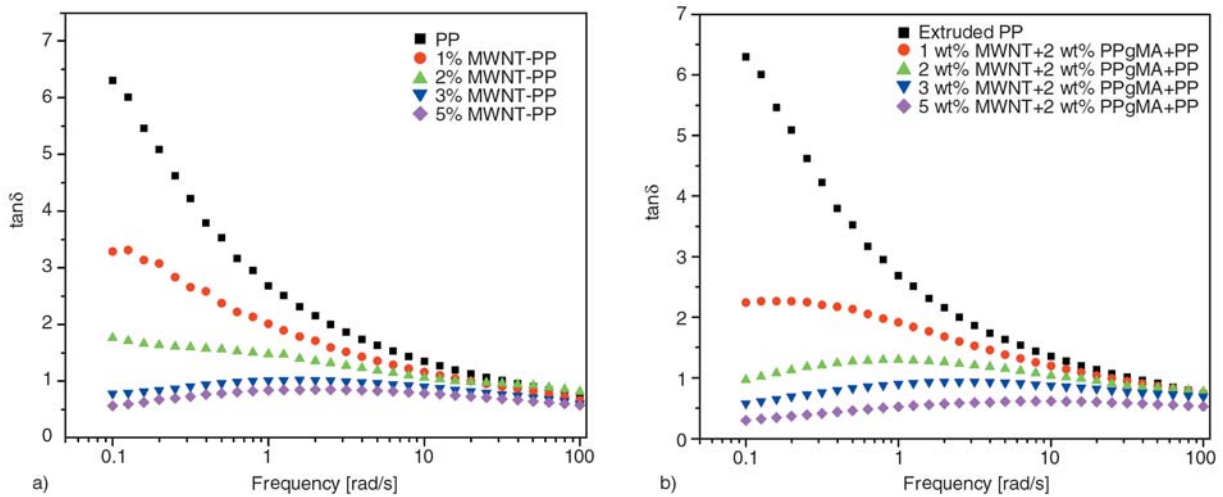 7
6
5
4
3
2
1
0
tanδ
PP
1% MWNT-PP
2% MWNT-PP
3% MWNT-PP
5% MWNT-PP
0.1 1 10 100
Frequency [rad/s]
a)
7
6
5
4
3
2
1
0
tanδ
Extruded PP
1 wt% MWNT+2 wt% PPgMA+PP
2 wt% MWNT+2 wt% PPgMA+PP
3 wt% MWNT+2 wt% PPgMA+PP
5 wt% MWNT+2 wt% PPgMA+PP
0.1 1 10 100
Frequency [rad/s]
b)